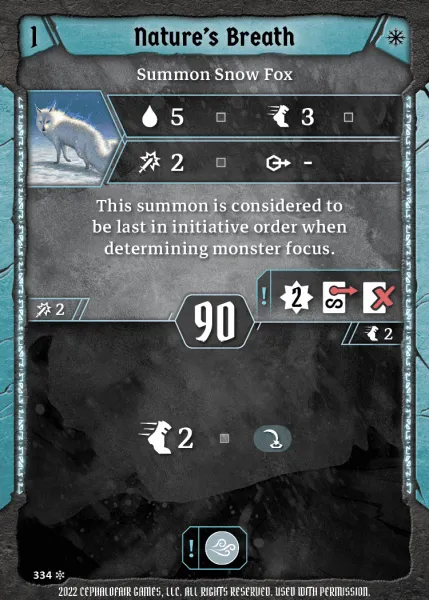 1
Nature's Breath
Summon Snow Fox
5
3
2
-
This summon is considered to
be last in initiative order when
determining monster focus.
! 2 S
2
90
2
2
!
334
2022 CEPHALOFAIR GAMES, LLC. ALL RIGHTS RESERVED. USED WITH PERMISSION.